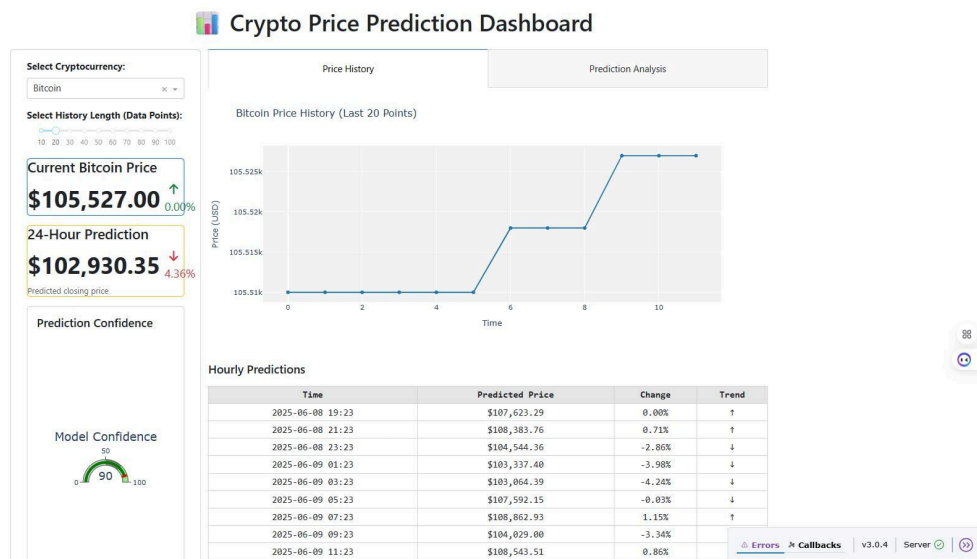 Crypto Price Prediction Dashboard
Select Cryptocurrency:
Bitcoin
Select History Length (Data Points):
10 20 30 40 50 60 70 80 90 100
Current Bitcoin Price
$105,527.00 ↑ 0.00%
24-Hour Prediction
$102,930.35 ↓ 4.36%
Predicted closing price
Prediction Confidence
Model Confidence
50
0 90 100
Price History Prediction Analysis
Bitcoin Price History (Last 20 Points)
Price (USD)
105.525k
105.52k
105.515k
105.51k
0 2 4 6 8 10
Time
Hourly Predictions
Time Predicted Price Change Trend
2025-06-08 19:23 $107,623.29 0.00% ↑
2025-06-08 21:23 $108,383.76 0.71% ↑
2025-06-08 23:23 $104,544.36 -2.86% ↓
2025-06-09 01:23 $103,337.40 -3.98% ↓
2025-06-09 03:23 $103,064.39 -4.24% ↓
2025-06-09 05:23 $107,592.15 -0.03% ↓
2025-06-09 07:23 $108,862.93 1.15% ↑
2025-06-09 09:23 $104,029.00 -3.34%
2025-06-09 11:23 $108,543.51 0.86%
Errors Callbacks v3.0.4 Server